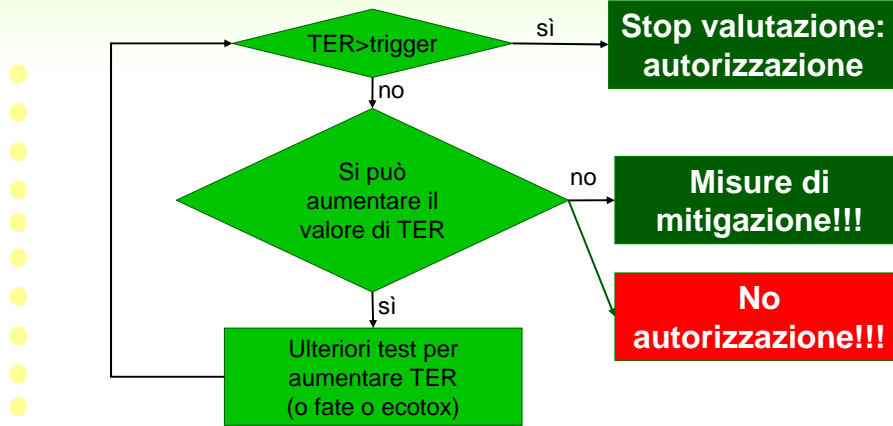 TER>trigger
sì
Stop valutazione:
autorizzazione
no
Si può
aumentare il
valore di TER
no
Misure di
mitigazione!!!
No
autorizzazione!!!
sì
Ulteriori test per
aumentare TER
(o fate o ecotox)